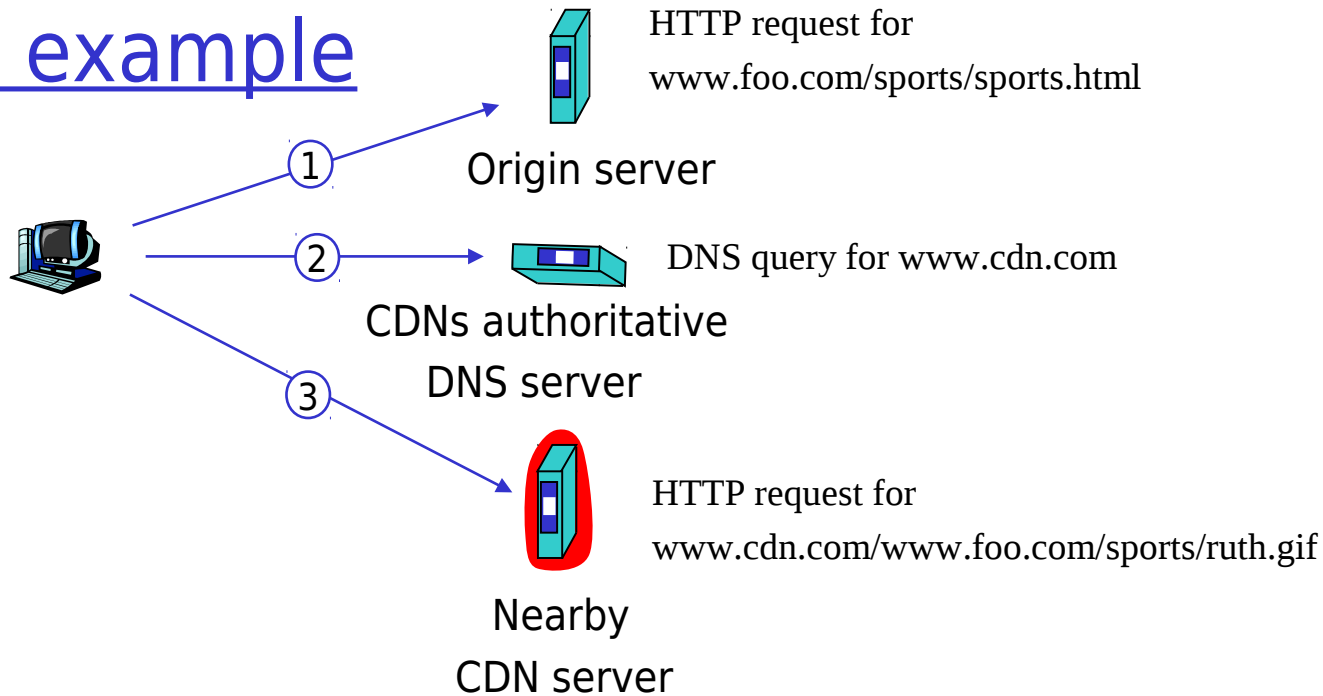 example
HTTP request for
www.foo.com/sports/sports.html
1
Origin server
2
DNS query for www.cdn.com
CDNs authoritative
DNS server
3
HTTP request for
www.cdn.com/www.foo.com/sports/ruth.gif
Nearby
CDN server